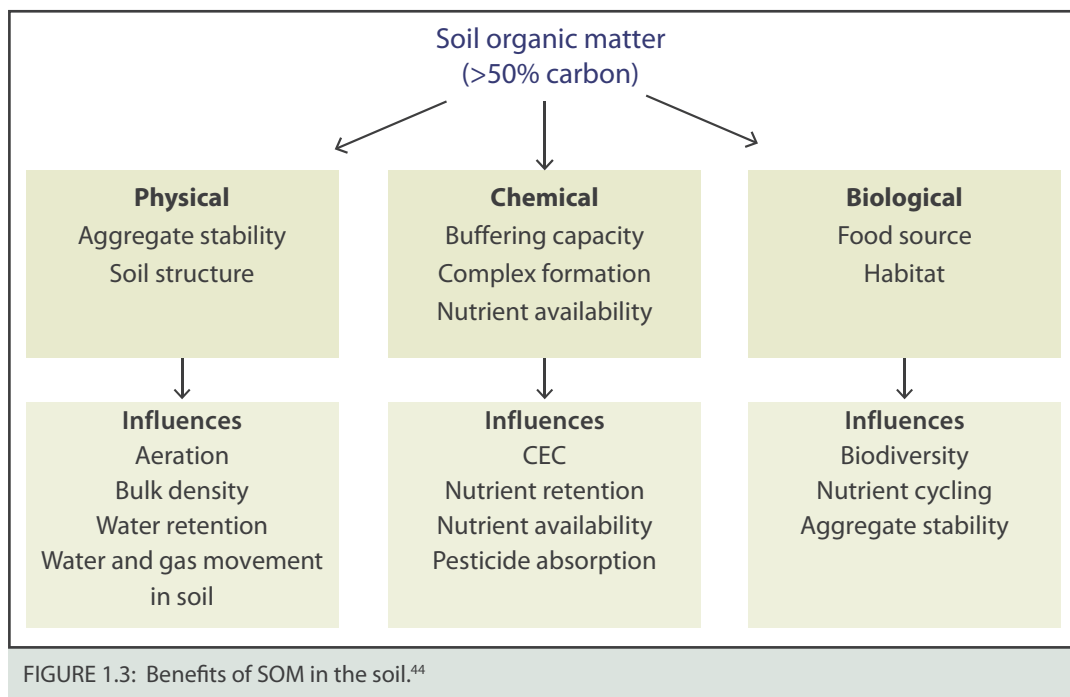 Soil organic matter
(>50% carbon)
Physical
Aggregate stability
Soil structure
Chemical
Buffering capacity
Complex formation
Nutrient availability
Biological
Food source
Habitat
Influences
Aeration
Bulk density
Water retention
Water and gas movement
in soil
Influences
CEC
Nutrient retention
Nutrient availability
Pesticide absorption
Influences
Biodiversity
Nutrient cycling
Aggregate stability
FIGURE 1.3: Benefits of SOM in the soil.⁴⁴